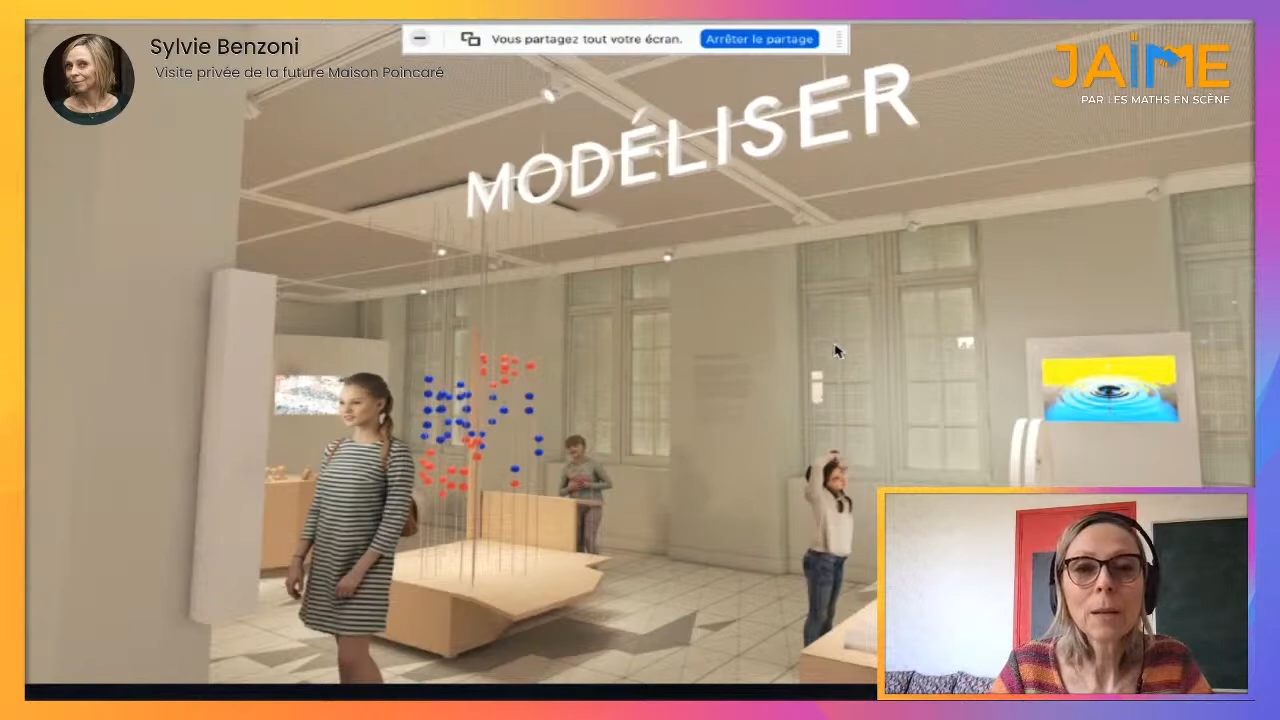 Sylvie Benzoni
Visite privée de la future Maison Poincaré
Vous partagez tout votre écran.
Arrêter le partage
JAÏME
PAR LES MATHS EN SCÈNE
MODÉLISER